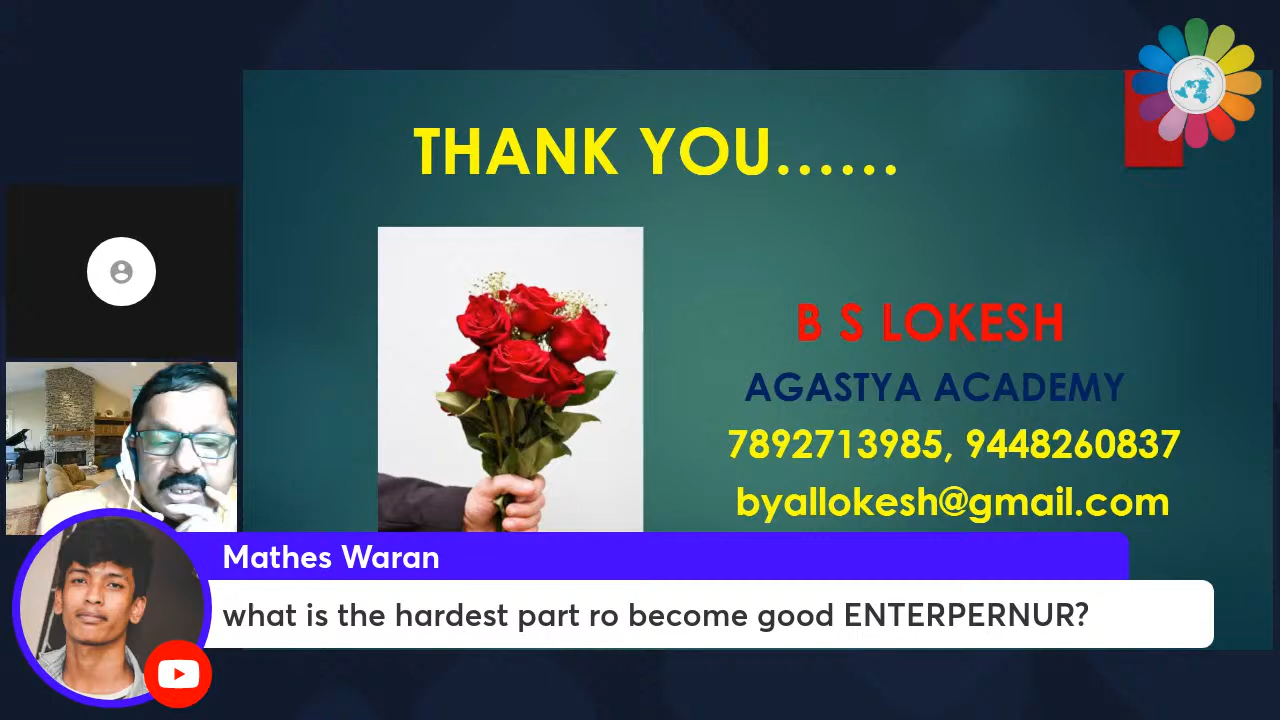 THANK YOU......
B S LOKESH
AGASTYA ACADEMY
7892713985, 9448260837
byallokesh@gmail.com
Mathes Waran
what is the hardest part ro become good ENTERPERNUR?